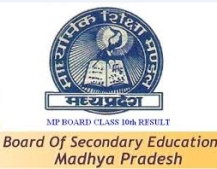 माध्यमिक शिक्षा मण्डल
मध्यप्रदेश
MP BOARD CLASS 10th RESULT
Board Of Secondary Education
Madhya Pradesh